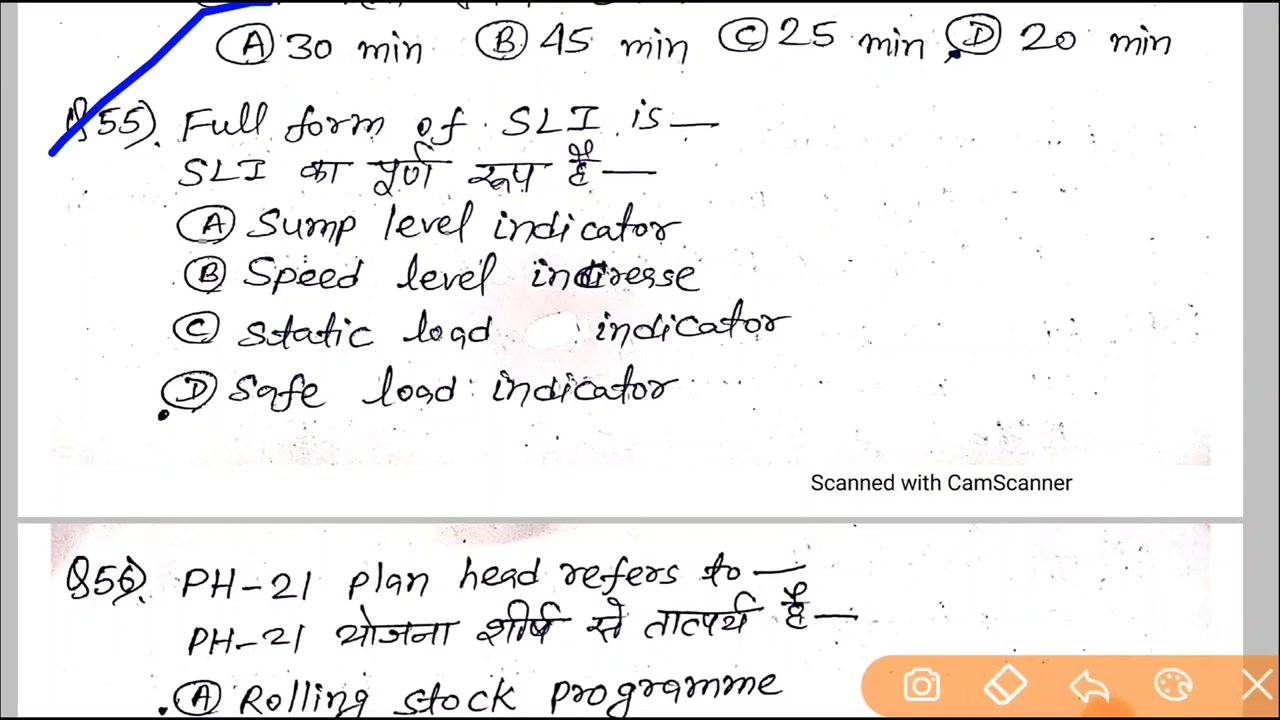 (A) 30 min (B) 45 min (C) 25 min (D) 20 min
Q55). Full form of SLI is —
SLI का पूर्ण रूप है —
(A) Sump level indicator
(B) Speed level
(C) Static load indicator
(D) Safe load indicator
Scanned with CamScanner
Q56). PH-21 plan head refers to —
PH-21 योजना शीर्ष से तात्पर्य है —
(A) Rolling stock programme